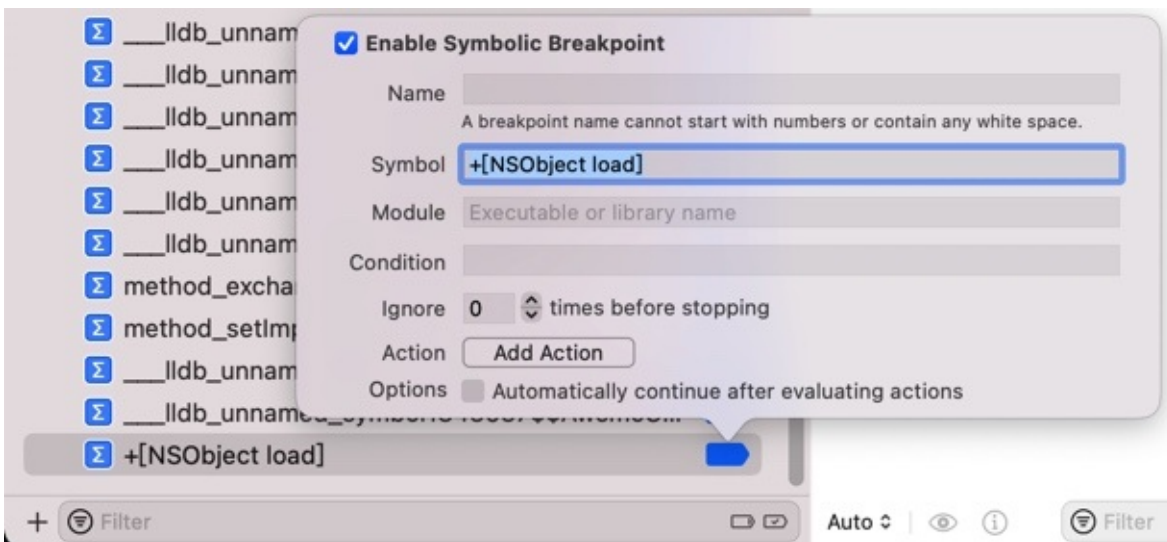 ___lldb_unnam
Enable Symbolic Breakpoint
___lldb_unnam
Name
___lldb_unnam
A breakpoint name cannot start with numbers or contain any white space.
___lldb_unnam
Symbol +[NSObject load]
___lldb_unnam
Module Executable or library name
___lldb_unnam
Condition
method_excha
Ignore 0 times before stopping
method_setImp
Action Add Action
___lldb_unnam
Options Automatically continue after evaluating actions
+[NSObject load]
Filter
Auto
Filter